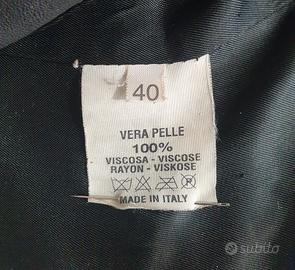 40
VERA PELLE
100%
VISCOSA - VISCOSE
RAYON - VISKOSE
MADE IN ITALY
subito